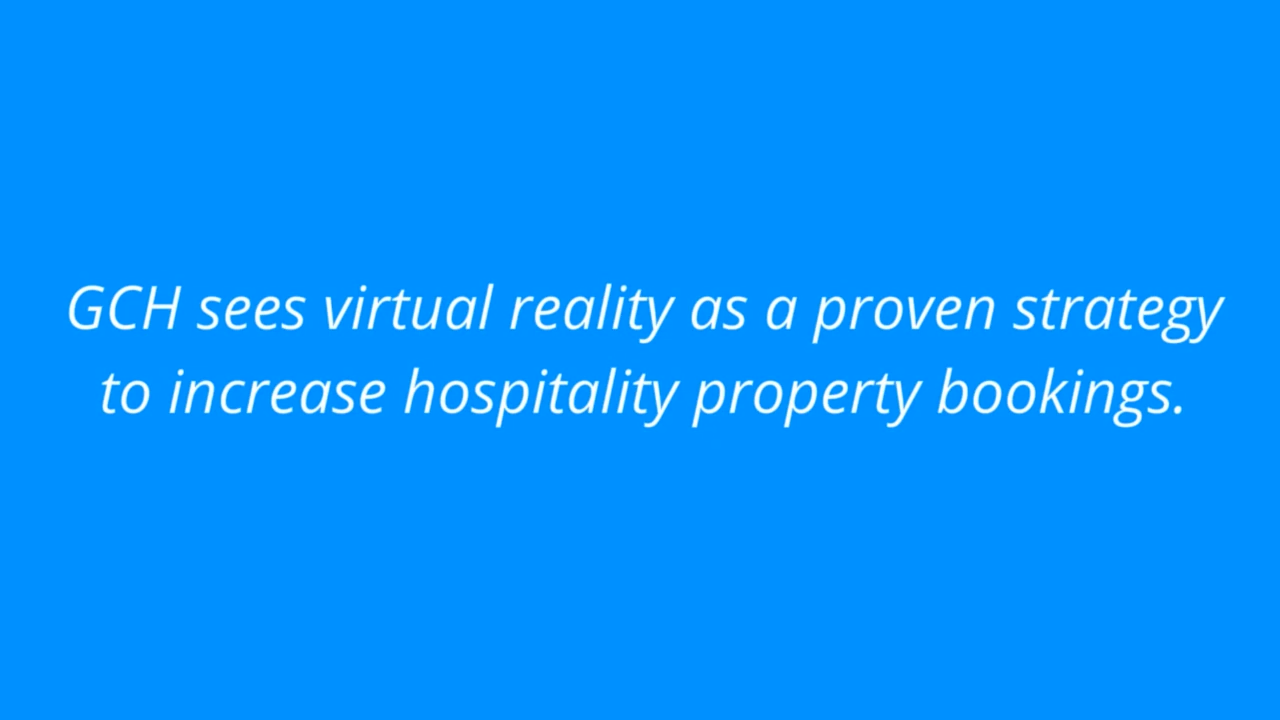 GCH sees virtual reality as a proven strategy
to increase hospitality property bookings.